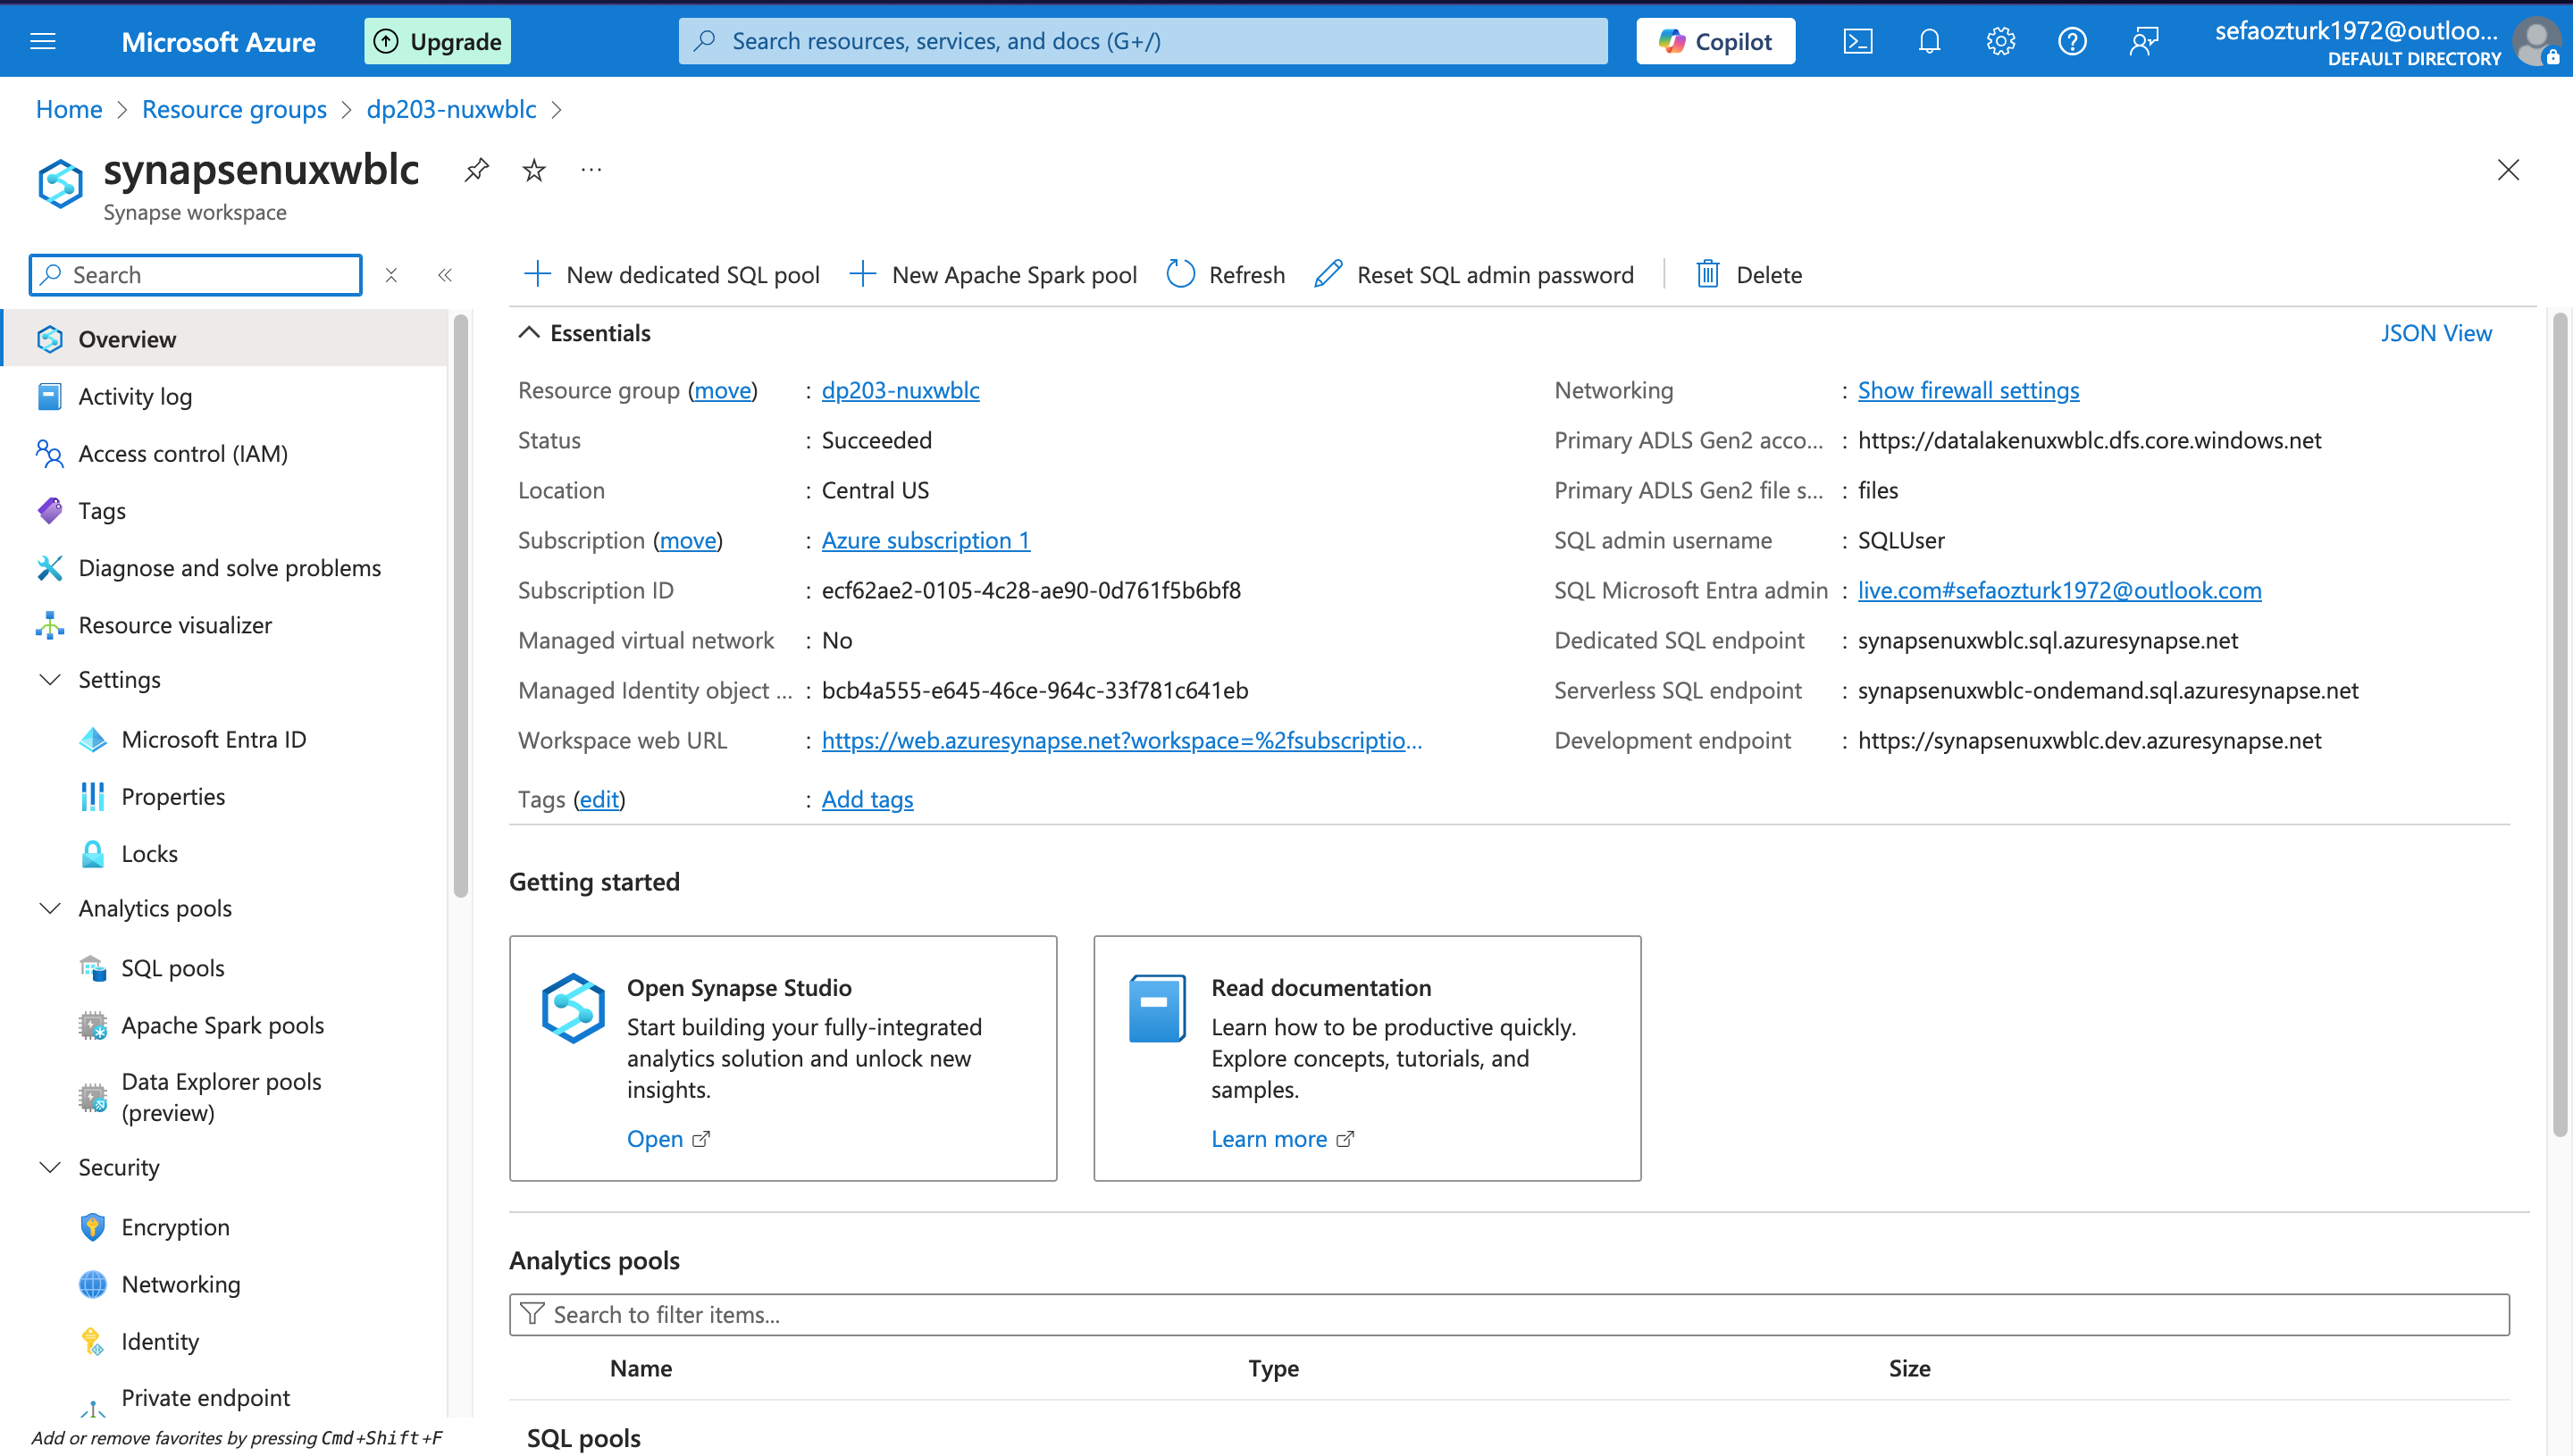 Microsoft Azure
Upgrade
Search resources, services, and docs (G+/)
Copilot
sefaozturk1972@outloo...
DEFAULT DIRECTORY
Home > Resource groups > dp203-nuxwblc >
synapsenuxwblc
Synapse workspace
Search
Overview
Activity log
Access control (IAM)
Tags
Diagnose and solve problems
Resource visualizer
Settings
Microsoft Entra ID
Properties
Locks
Analytics pools
SQL pools
Apache Spark pools
Data Explorer pools
(preview)
Security
Encryption
Networking
Identity
Private endpoint
Add or remove favorites by pressing Cmd+Shift+F
New dedicated SQL pool
New Apache Spark pool
Refresh
Reset SQL admin password
Delete
Essentials
JSON View
Resource group (move) : dp203-nuxwblc
Status : Succeeded
Location : Central US
Subscription (move) : Azure subscription 1
Subscription ID : ecf62ae2-0105-4c28-ae90-0d761f5b6bf8
Managed virtual network : No
Managed Identity object ... : bcb4a555-e645-46ce-964c-33f781c641eb
Workspace web URL : https://web.azuresynapse.net?workspace=%2fsubscriptio...
Tags (edit) : Add tags
Networking : Show firewall settings
Primary ADLS Gen2 acco... : https://datalakenuxwblc.dfs.core.windows.net
Primary ADLS Gen2 file s... : files
SQL admin username : SQLUser
SQL Microsoft Entra admin : live.com#sefaozturk1972@outlook.com
Dedicated SQL endpoint : synapsenuxwblc.sql.azuresynapse.net
Serverless SQL endpoint : synapsenuxwblc-ondemand.sql.azuresynapse.net
Development endpoint : https://synapsenuxwblc.dev.azuresynapse.net
Getting started
Open Synapse Studio
Start building your fully-integrated
analytics solution and unlock new
insights.
Open
Read documentation
Learn how to be productive quickly.
Explore concepts, tutorials, and
samples.
Learn more
Analytics pools
Search to filter items...
Name
Type
Size
SQL pools